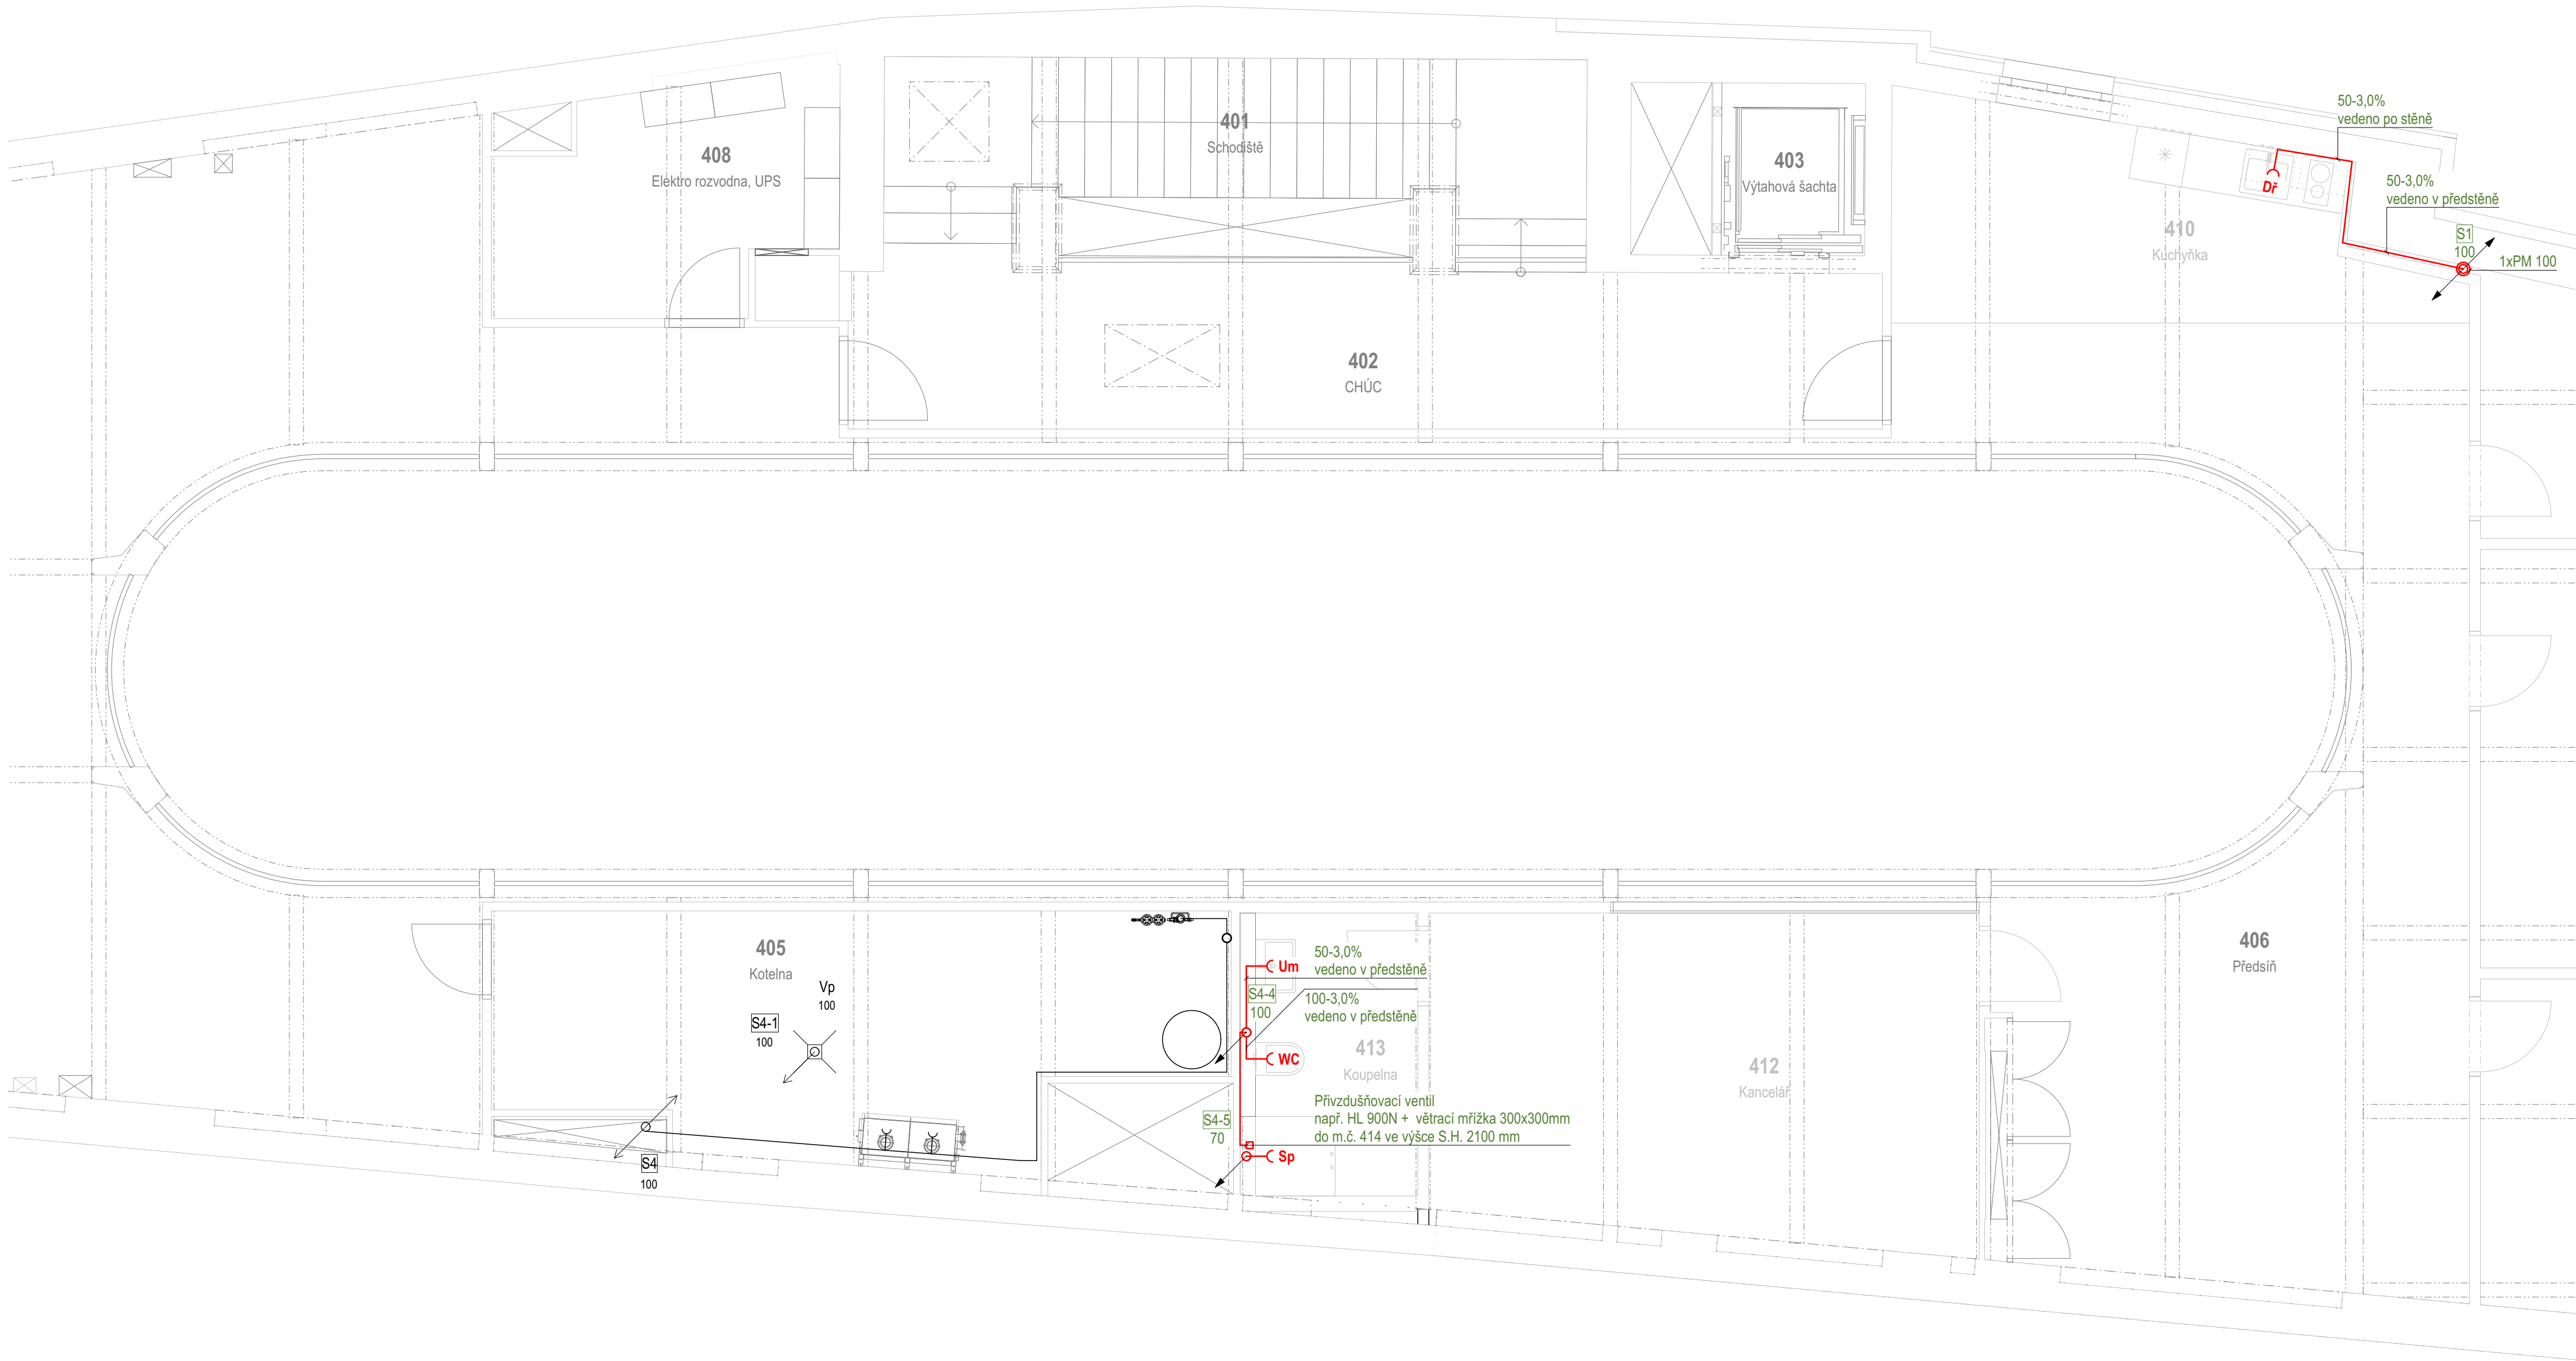 50-3,0%
vedeno po stěně
401
Schodiště
408
Elektro rozvodna, UPS
403
Výtahová šachta
Dř
50-3,0%
vedeno v předstěně
410
Kuchyňka
S1
100
1xPM 100
402
CHÚC
405
Kotelna
Vp
100
S4-1
100
S4
100
Um
50-3,0%
vedeno v předstěně
S4-4
100
100-3,0%
vedeno v předstěně
WC
413
Koupelna
Přivzdušňovací ventil
např. HL 900N + větrací mřížka 300x300mm
do m.č. 414 ve výšce S.H. 2100 mm
S4-5
70
Sp
412
Kancelář
406
Předsíň